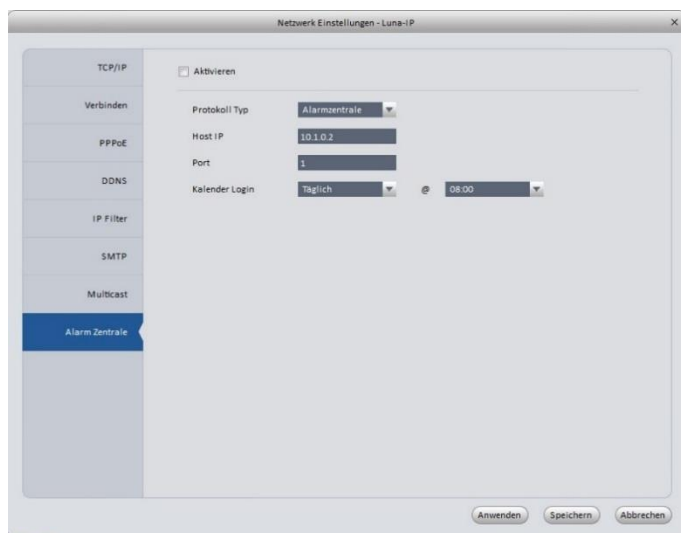 Netzwerk Einstellungen - Luna-IP
X
TCP/IP
Verbinden
PPPoE
DDNS
IP Filter
SMTP
Multicast
Alarm Zentrale
Aktivieren
Protokoll Typ Alarmzentrale
Host IP 10.1.0.2
Port 1
Kalender Login Täglich @ 08:00
Anwenden Speichern Abbrechen